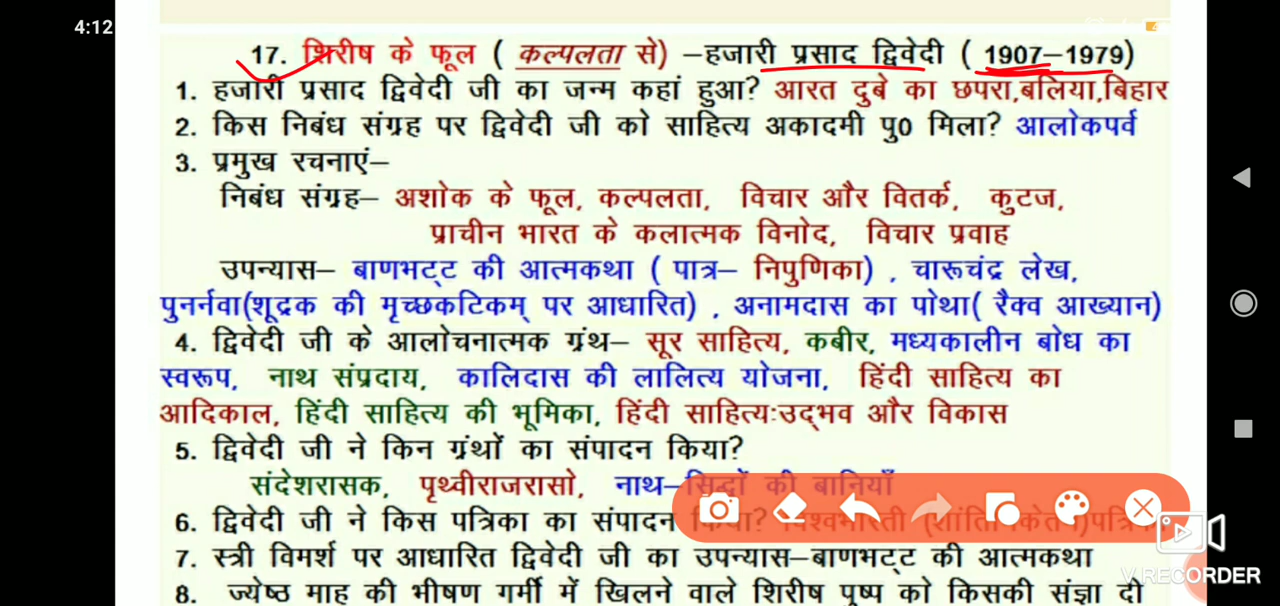 4:12
17. शिरीष के फूल ( कल्पलता से) –हजारी प्रसाद द्विवेदी ( 1907–1979)
1. हजारी प्रसाद द्विवेदी जी का जन्म कहां हुआ? आरत दुबे का छपरा,बलिया,बिहार
2. किस निबंध संग्रह पर द्विवेदी जी को साहित्य अकादमी पु0 मिला? आलोकपर्व
3. प्रमुख रचनाएं–
निबंध संग्रह– अशोक के फूल, कल्पलता, विचार और वितर्क, कुटज,
प्राचीन भारत के कलात्मक विनोद, विचार प्रवाह
उपन्यास– बाणभट्ट की आत्मकथा ( पात्र– निपुणिका) , चारूचंद्र लेख,
पुनर्नवा(शूद्रक की मृच्छकटिकम् पर आधारित) , अनामदास का पोथा( रैक्व आख्यान)
4. द्विवेदी जी के आलोचनात्मक ग्रंथ– सूर साहित्य, कबीर, मध्यकालीन बोध का
स्वरूप, नाथ संप्रदाय, कालिदास की लालित्य योजना, हिंदी साहित्य का
आदिकाल, हिंदी साहित्य की भूमिका, हिंदी साहित्यःउद्भव और विकास
5. द्विवेदी जी ने किन ग्रंथों का संपादन किया?
संदेशरासक, पृथ्वीराजरासो, नाथ–सिद्धों की बानियाँ
6. द्विवेदी जी ने किस पत्रिका का संपादन किया? विश्वभारती (शांति
7. स्त्री विमर्श पर आधारित द्विवेदी जी का उपन्यास–बाणभट्ट की आत्मकथा
8. ज्येष्ठ माह की भीषण गर्मी में खिलने वाले शिरीष पुष्प को किसकी संज्ञा दी
V RECORDER